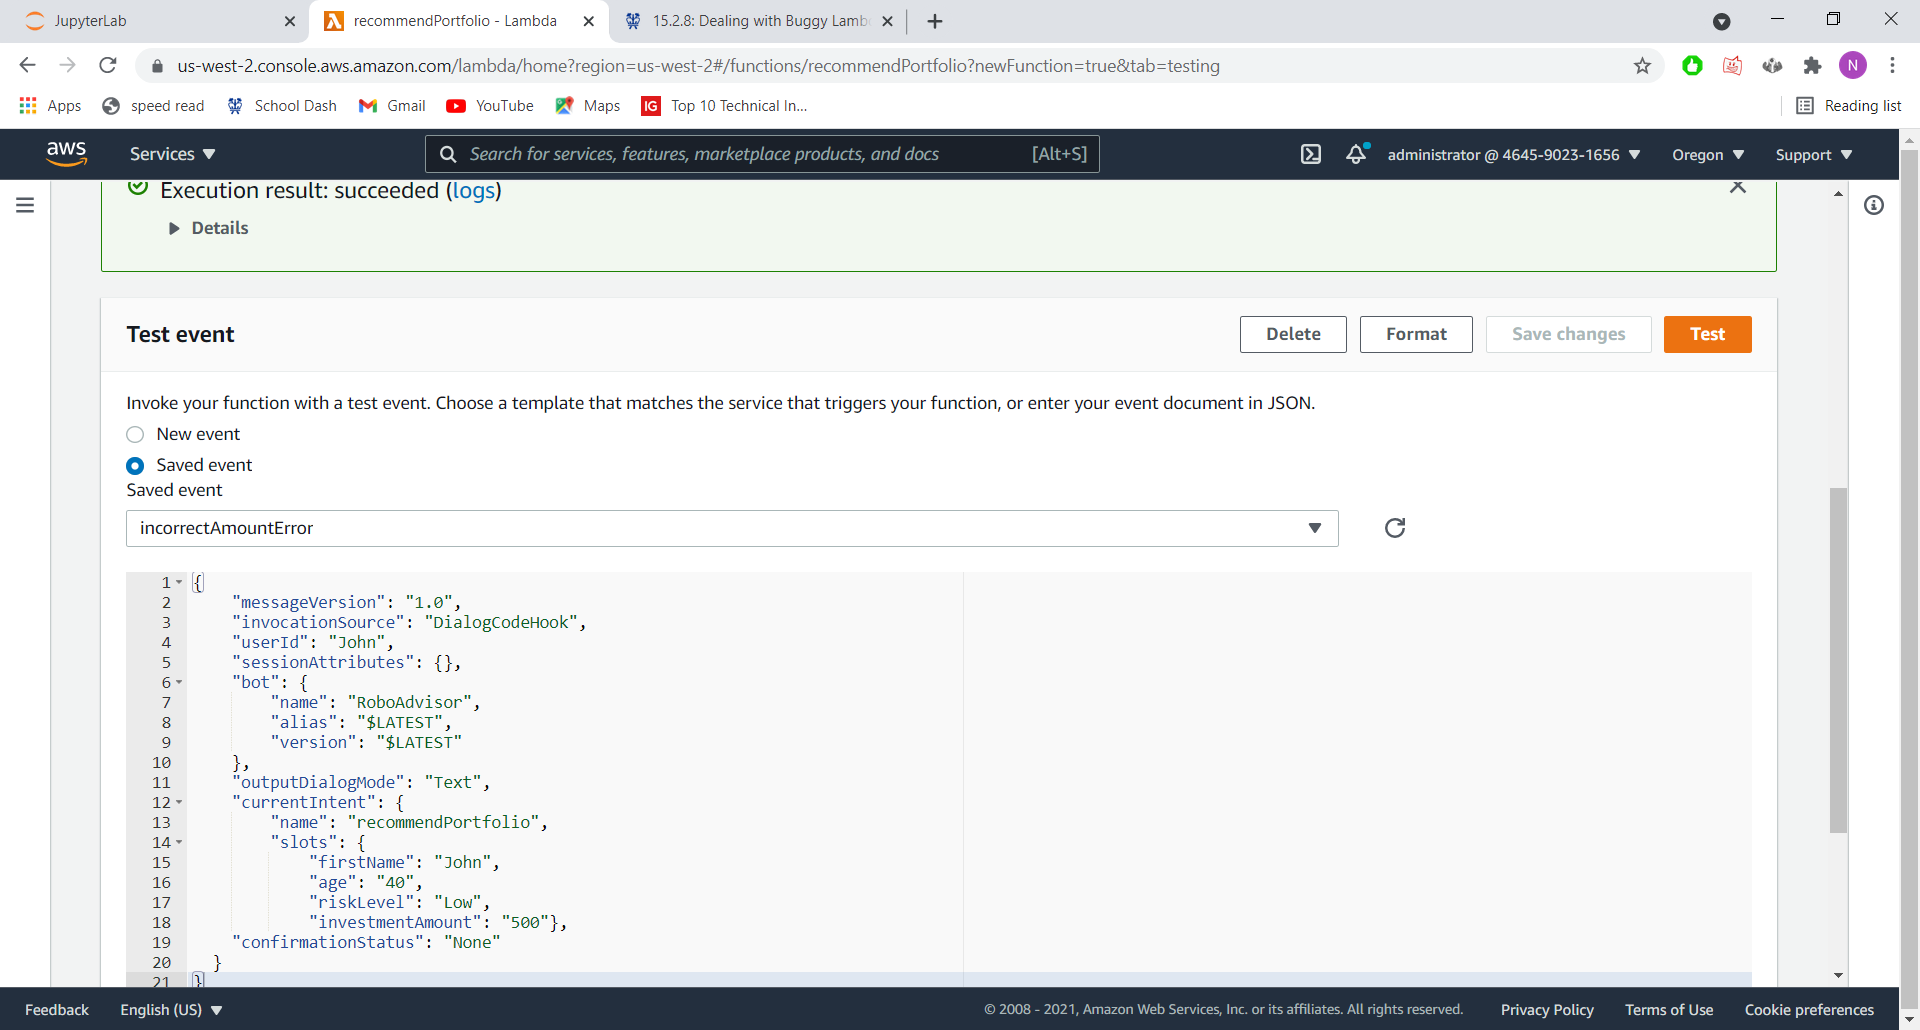 JupyterLab
recommendPortfolio - Lambda
15.2.8: Dealing with Buggy Lamb
us-west-2.console.aws.amazon.com/lambda/home?region=us-west-2#/functions/recommendPortfolio?newFunction=true&tab=testing
N
Apps
speed read
School Dash
Gmail
YouTube
Maps
IG
Top 10 Technical In...
Reading list
aws
Services
Search for services, features, marketplace products, and docs
[Alt+S]
administrator @ 4645-9023-1656
Oregon
Support
Execution result: succeeded (logs)
Details
Test event
Delete
Format
Save changes
Test
Invoke your function with a test event. Choose a template that matches the service that triggers your function, or enter your event document in JSON.
New event
Saved event
Saved event
incorrectAmountError
1 {
2 "messageVersion": "1.0",
3 "invocationSource": "DialogCodeHook",
4 "userId": "John",
5 "sessionAttributes": {},
6 "bot": {
7 "name": "RoboAdvisor",
8 "alias": "$LATEST",
9 "version": "$LATEST"
10 },
11 "outputDialogMode": "Text",
12 "currentIntent": {
13 "name": "recommendPortfolio",
14 "slots": {
15 "firstName": "John",
16 "age": "40",
17 "riskLevel": "Low",
18 "investmentAmount": "500"},
19 "confirmationStatus": "None"
20 }
21 }
Feedback
English (US)
© 2008 - 2021, Amazon Web Services, Inc. or its affiliates. All rights reserved.
Privacy Policy
Terms of Use
Cookie preferences